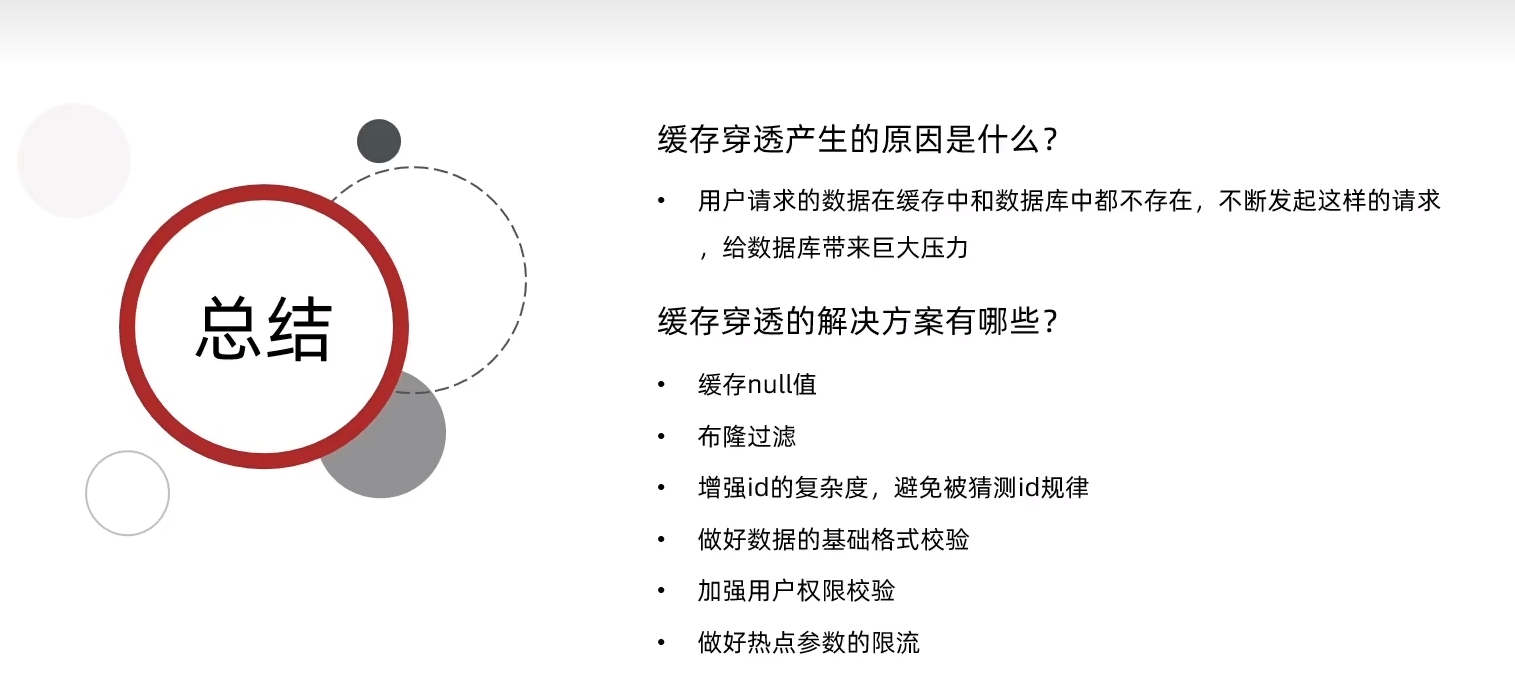 总结
缓存穿透产生的原因是什么？
• 用户请求的数据在缓存中和数据库中都不存在，不断发起这样的请求
，给数据库带来巨大压力
缓存穿透的解决方案有哪些？
• 缓存null值
• 布隆过滤
• 增强id的复杂度，避免被猜测id规律
• 做好数据的基础格式校验
• 加强用户权限校验
• 做好热点参数的限流